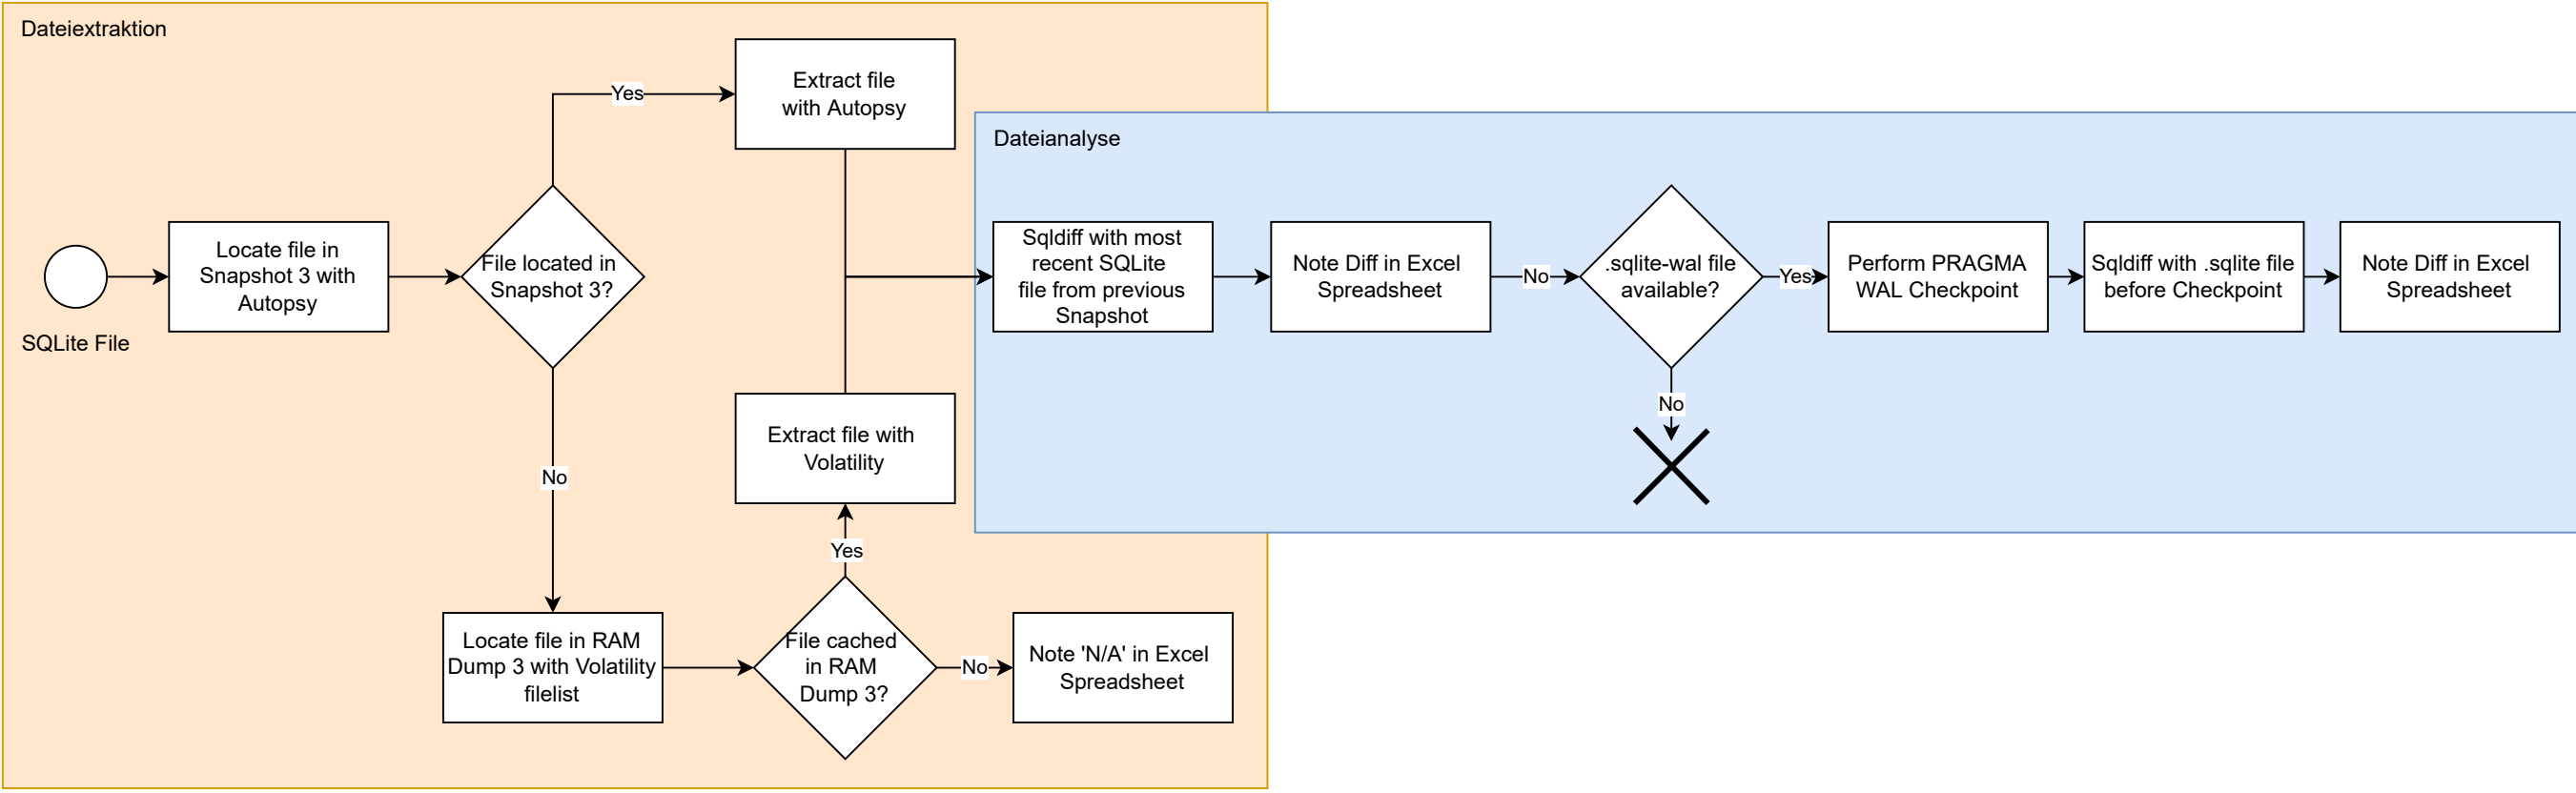 Dateiextraktion
SQLite File
Locate file in
Snapshot 3 with
Autopsy
File located in
Snapshot 3?
Yes
Extract file
with Autopsy
No
Locate file in RAM
Dump 3 with Volatility
filelist
File cached
in RAM
Dump 3?
Yes
Extract file with
Volatility
No
Note 'N/A' in Excel
Spreadsheet
Dateianalyse
Sqldiff with most
recent SQLite
file from previous
Snapshot
Note Diff in Excel
Spreadsheet
No
.sqlite-wal file
available?
No
Yes
Perform PRAGMA
WAL Checkpoint
Sqldiff with .sqlite file
before Checkpoint
Note Diff in Excel
Spreadsheet